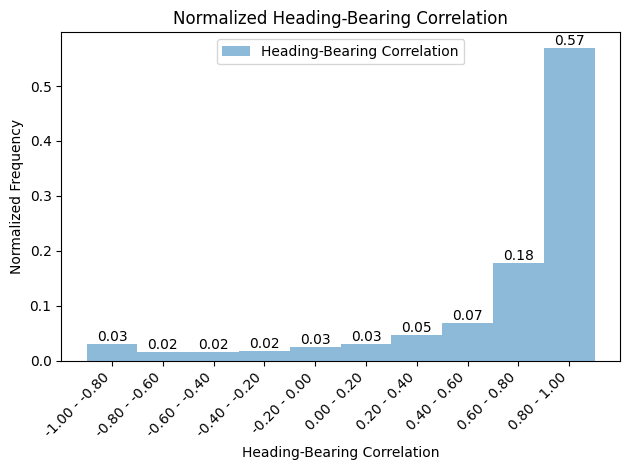 Normalized Heading-Bearing Correlation
Heading-Bearing Correlation
Normalized Frequency
0.5
0.4
0.3
0.2
0.1
0.0
0.03
0.02
0.02
0.02
0.03
0.03
0.05
0.07
0.18
0.57
-1.00 - -0.80
-0.80 - -0.60
-0.60 - -0.40
-0.40 - -0.20
-0.20 - 0.00
0.00 - 0.20
0.20 - 0.40
0.40 - 0.60
0.60 - 0.80
0.80 - 1.00
Heading-Bearing Correlation